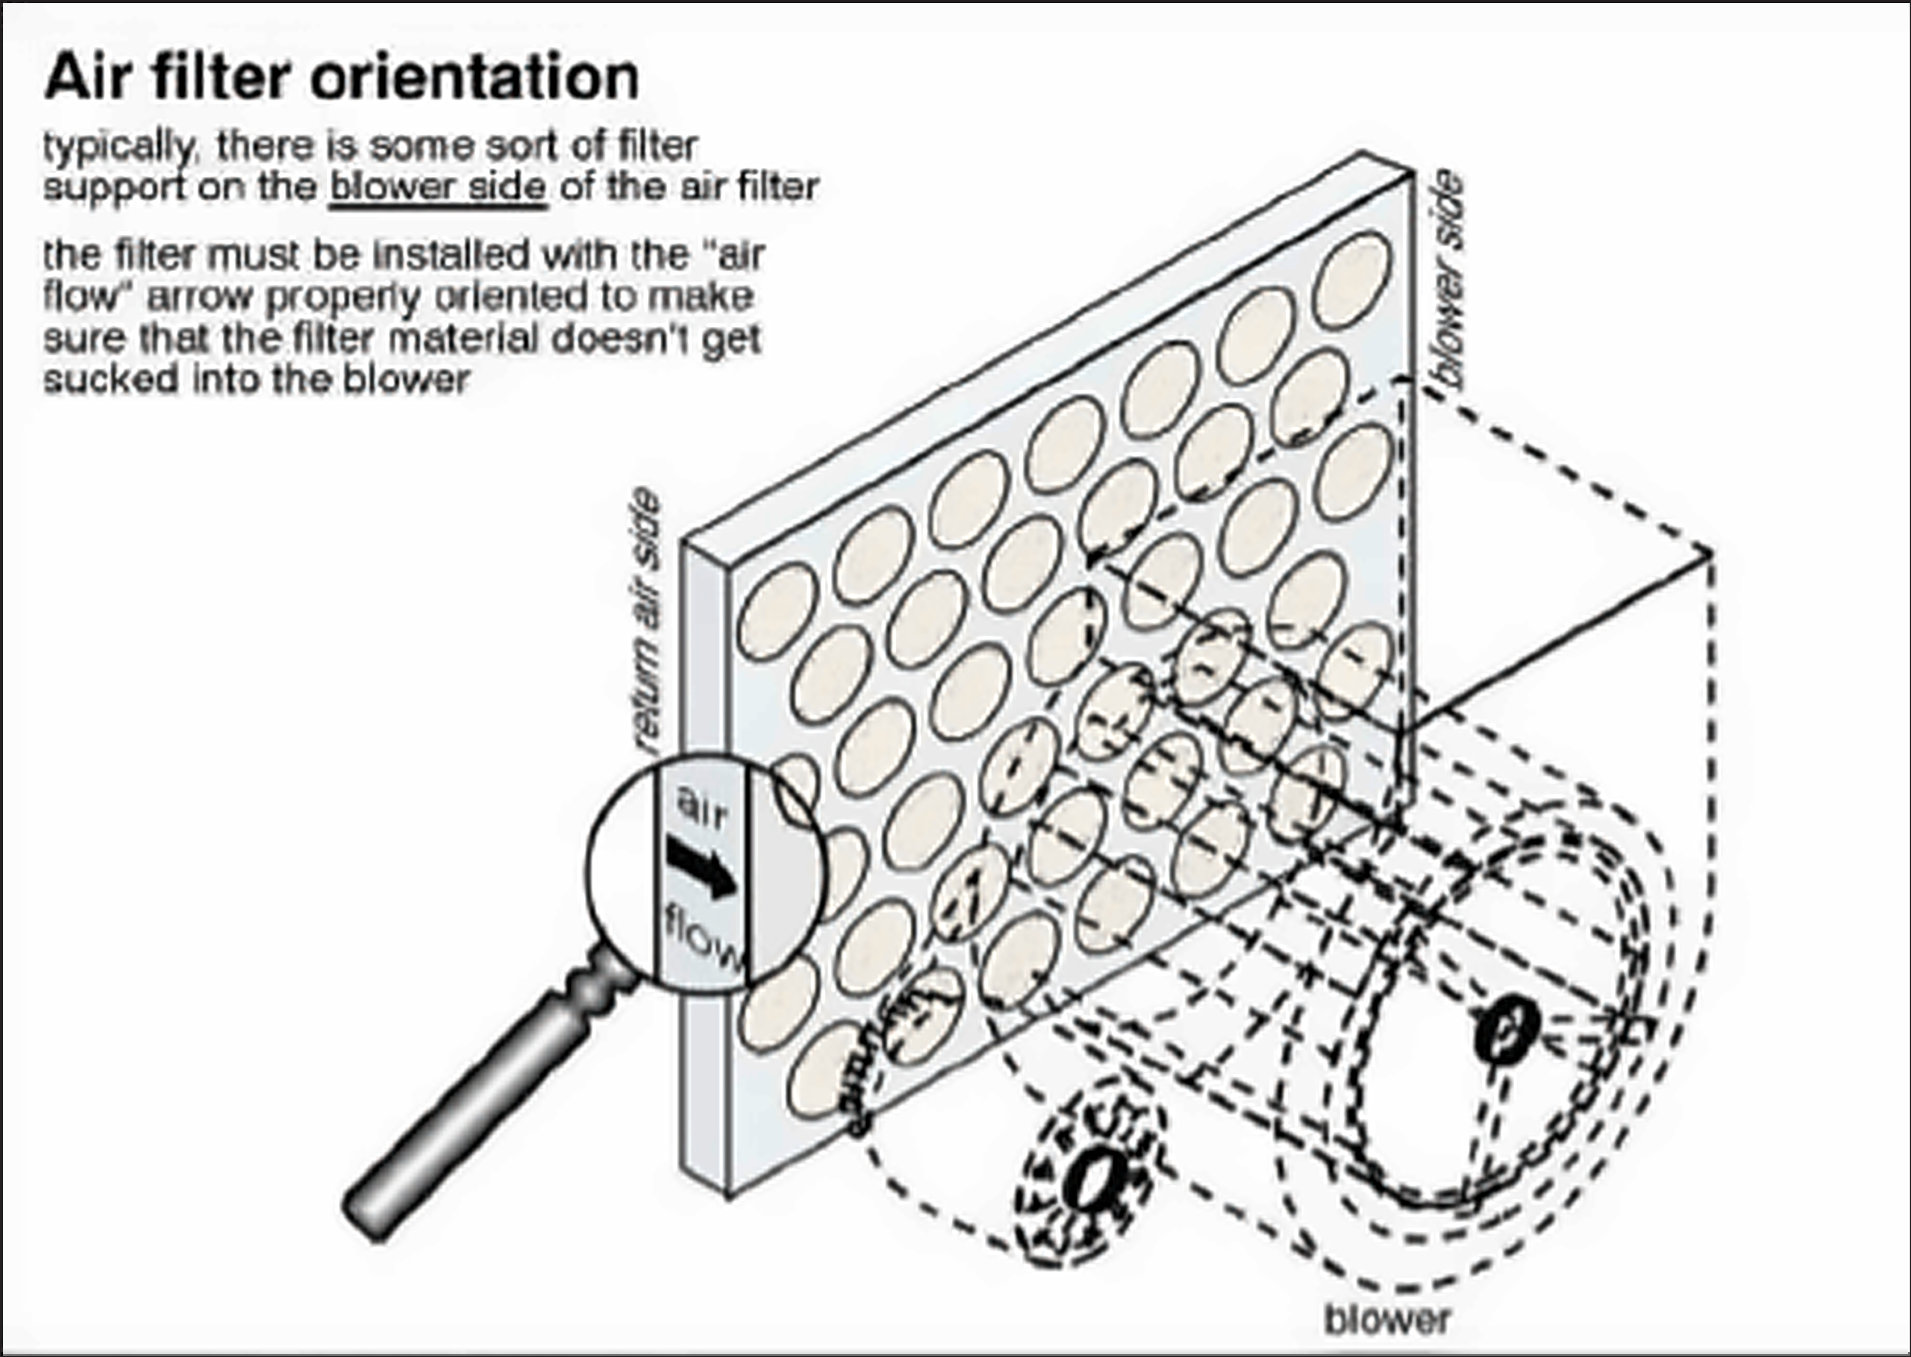 Air filter orientation
typically, there is some sort of filter
support on the blower side of the air filter
the filter must be installed with the "air
flow" arrow properly oriented to make
sure that the filter material doesn't get
sucked into the blower
blower side
return air side
air
flow
blower